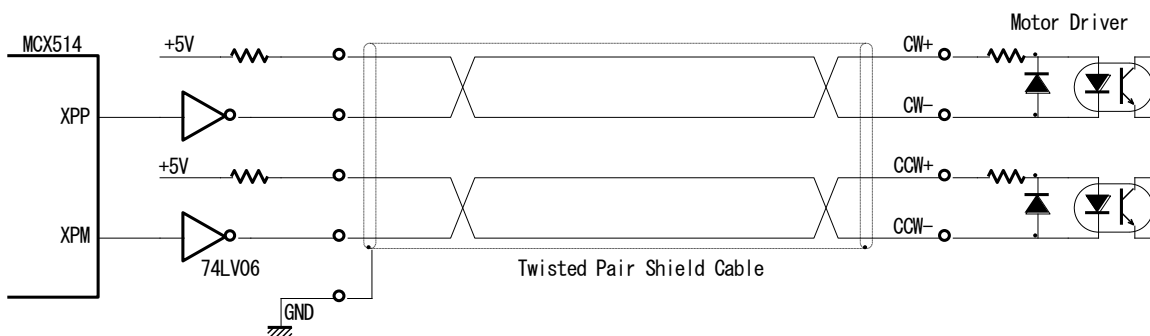 Motor Driver
MCX514
+5V
CW+
XPP
CW-
+5V
CCW+
XPM
CCW-
74LV06
Twisted Pair Shield Cable
GND